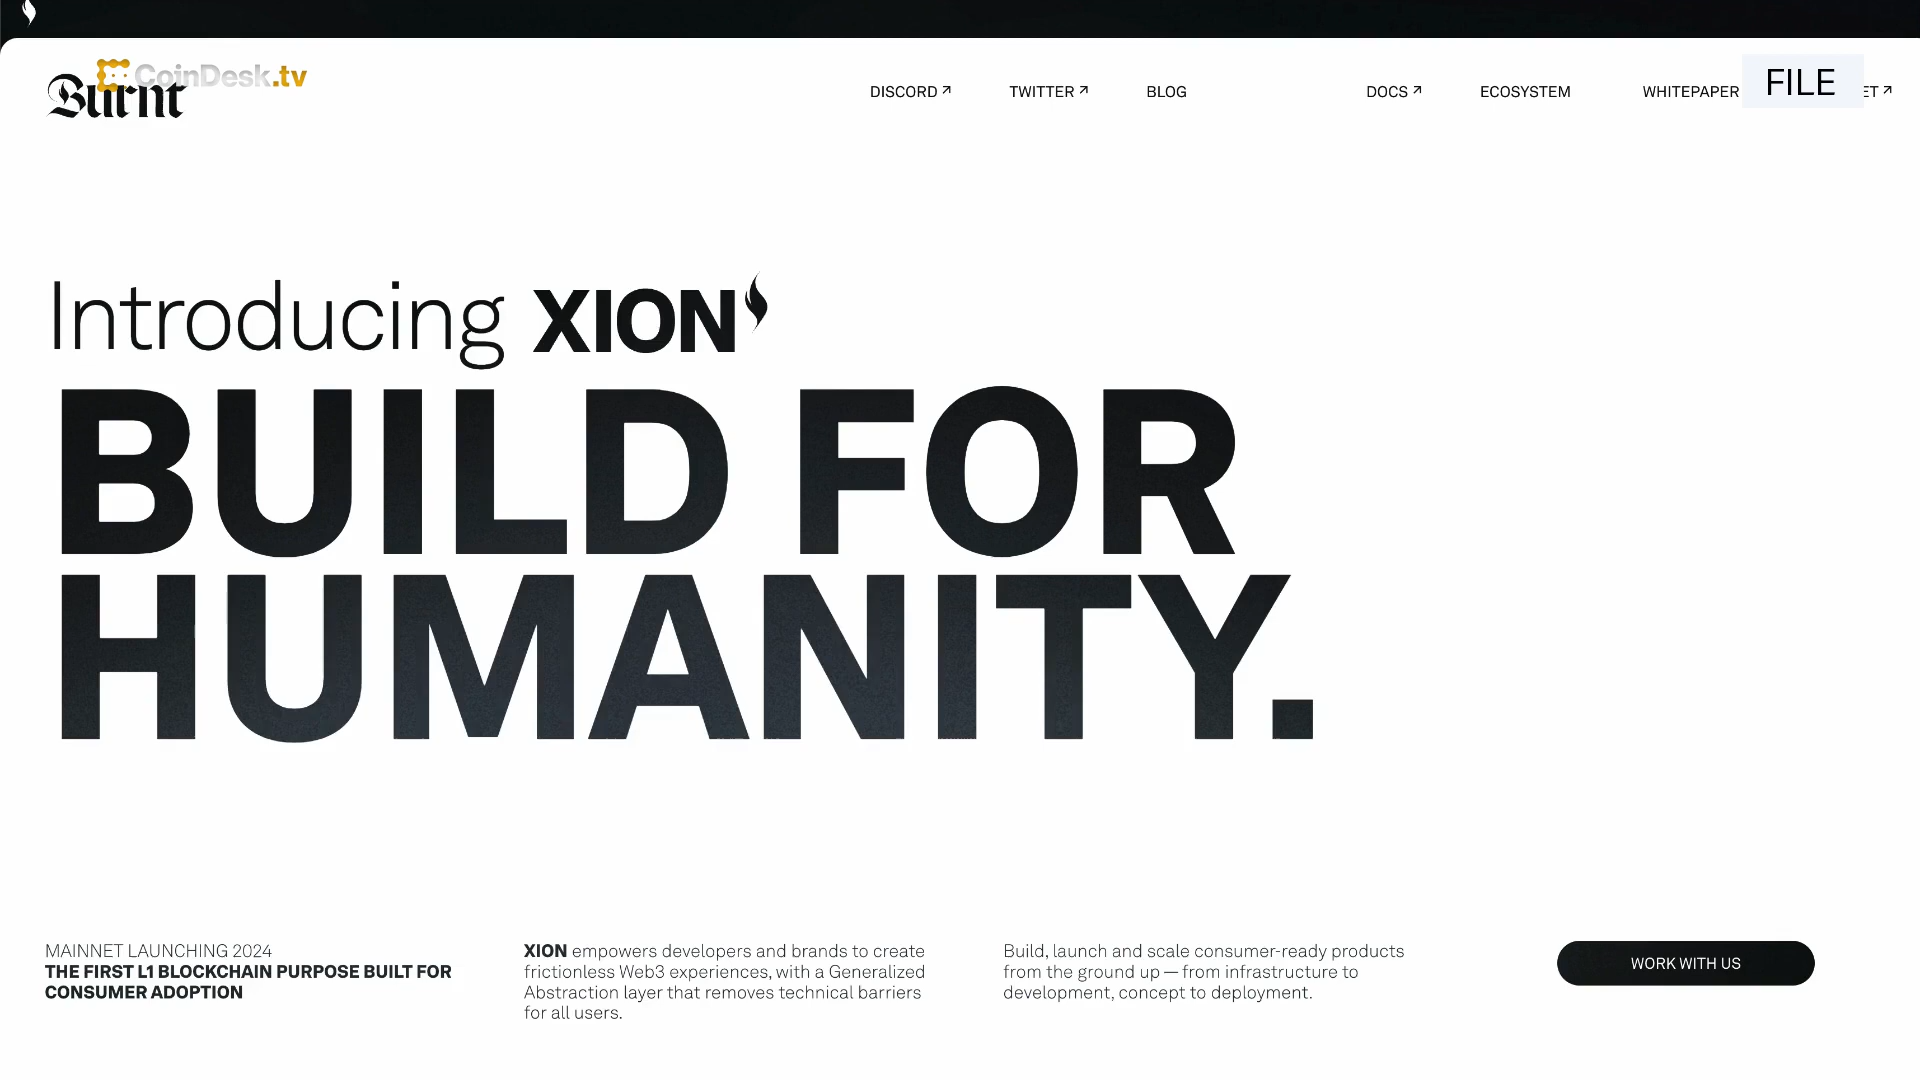 CoinDesk.tv
Burnt
DISCORD TWITTER BLOG DOCS ECOSYSTEM WHITEPAPER FILE ET
Introducing XION
BUILD FOR
HUMANITY.
MAINNET LAUNCHING 2024
THE FIRST L1 BLOCKCHAIN PURPOSE BUILT FOR
CONSUMER ADOPTION
XION empowers developers and brands to create
frictionless Web3 experiences, with a Generalized
Abstraction layer that removes technical barriers
for all users.
Build, launch and scale consumer-ready products
from the ground up — from infrastructure to
development, concept to deployment.
WORK WITH US